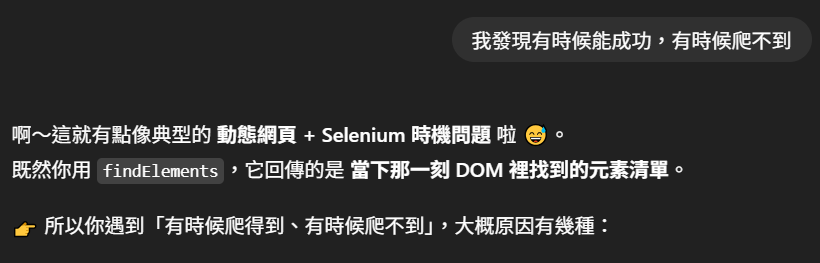 我發現有時候能成功，有時候爬不到
啊～這就有點像典型的 動態網頁 + Selenium 時機問題 啦 😅。
既然你用 findElements，它回傳的是 當下那一刻 DOM 裡找到的元素清單。
👉 所以你遇到「有時候爬得到、有時候爬不到」，大概原因有幾種：